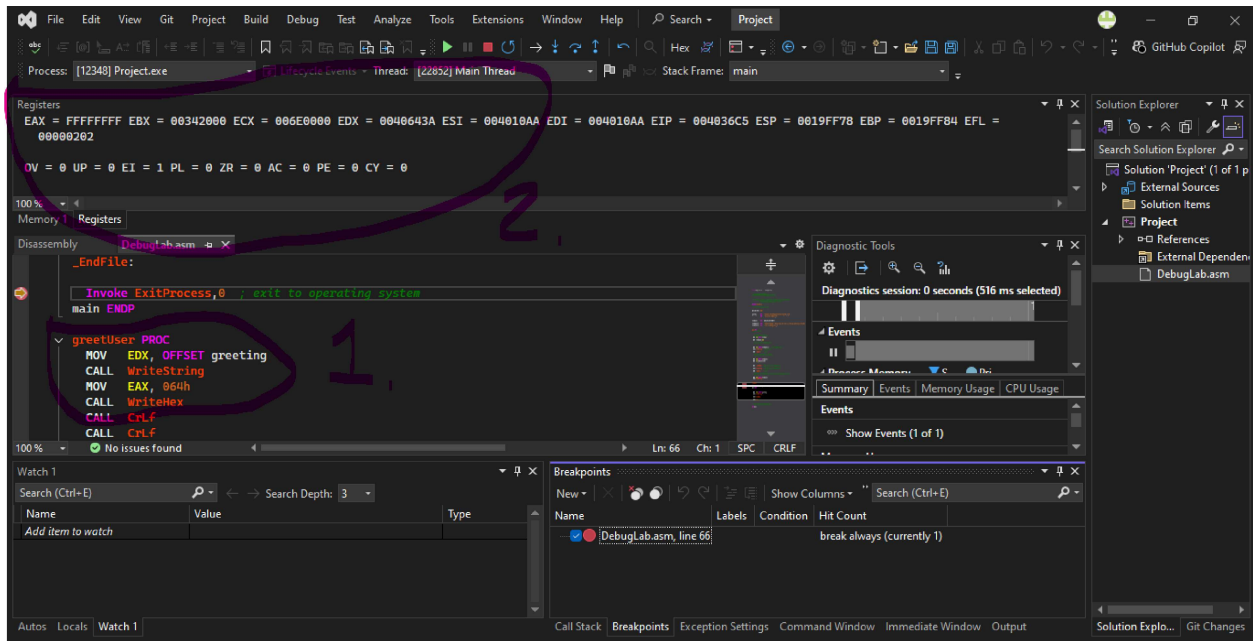 File Edit View Git Project Build Debug Test Analyze Tools Extensions Window Help Search Project
Hex GitHub Copilot
Process: [12348] Project.exe Lifecycle Events Thread: [22852] Main Thread Stack Frame: main
Registers
EAX = FFFFFFFF EBX = 00342000 ECX = 006E0000 EDX = 0040643A ESI = 004010AA EDI = 004010AA EIP = 004036C5 ESP = 0019FF78 EBP = 0019FF84 EFL =
00000202
OV = 0 UP = 0 EI = 1 PL = 0 ZR = 0 AC = 0 PE = 0 CY = 0
2.
100 %
Memory 1 Registers
Disassembly DebugLab.asm
_EndFile:
Invoke ExitProcess,0 ; exit to operating system
main ENDP
greetUser PROC
MOV EDX, OFFSET greeting
CALL WriteString
MOV EAX, 064h
CALL WriteHex
CALL CrLf
CALL CrLf
1.
100 % No issues found Ln: 66 Ch: 1 SPC CRLF
Diagnostic Tools
Diagnostics session: 0 seconds (516 ms selected)
Events
Summary Events Memory Usage CPU Usage
Events
Show Events (1 of 1)
Solution Explorer
Search Solution Explorer
Solution 'Project' (1 of 1 p
External Sources
Solution Items
Project
References
External Dependen
DebugLab.asm
Watch 1
Search (Ctrl+E) Search Depth: 3
Name Value Type
Add item to watch
Autos Locals Watch 1
Breakpoints
New Show Columns Search (Ctrl+E)
Name Labels Condition Hit Count
DebugLab.asm, line 66 break always (currently 1)
Call Stack Breakpoints Exception Settings Command Window Immediate Window Output
Solution Explo... Git Changes